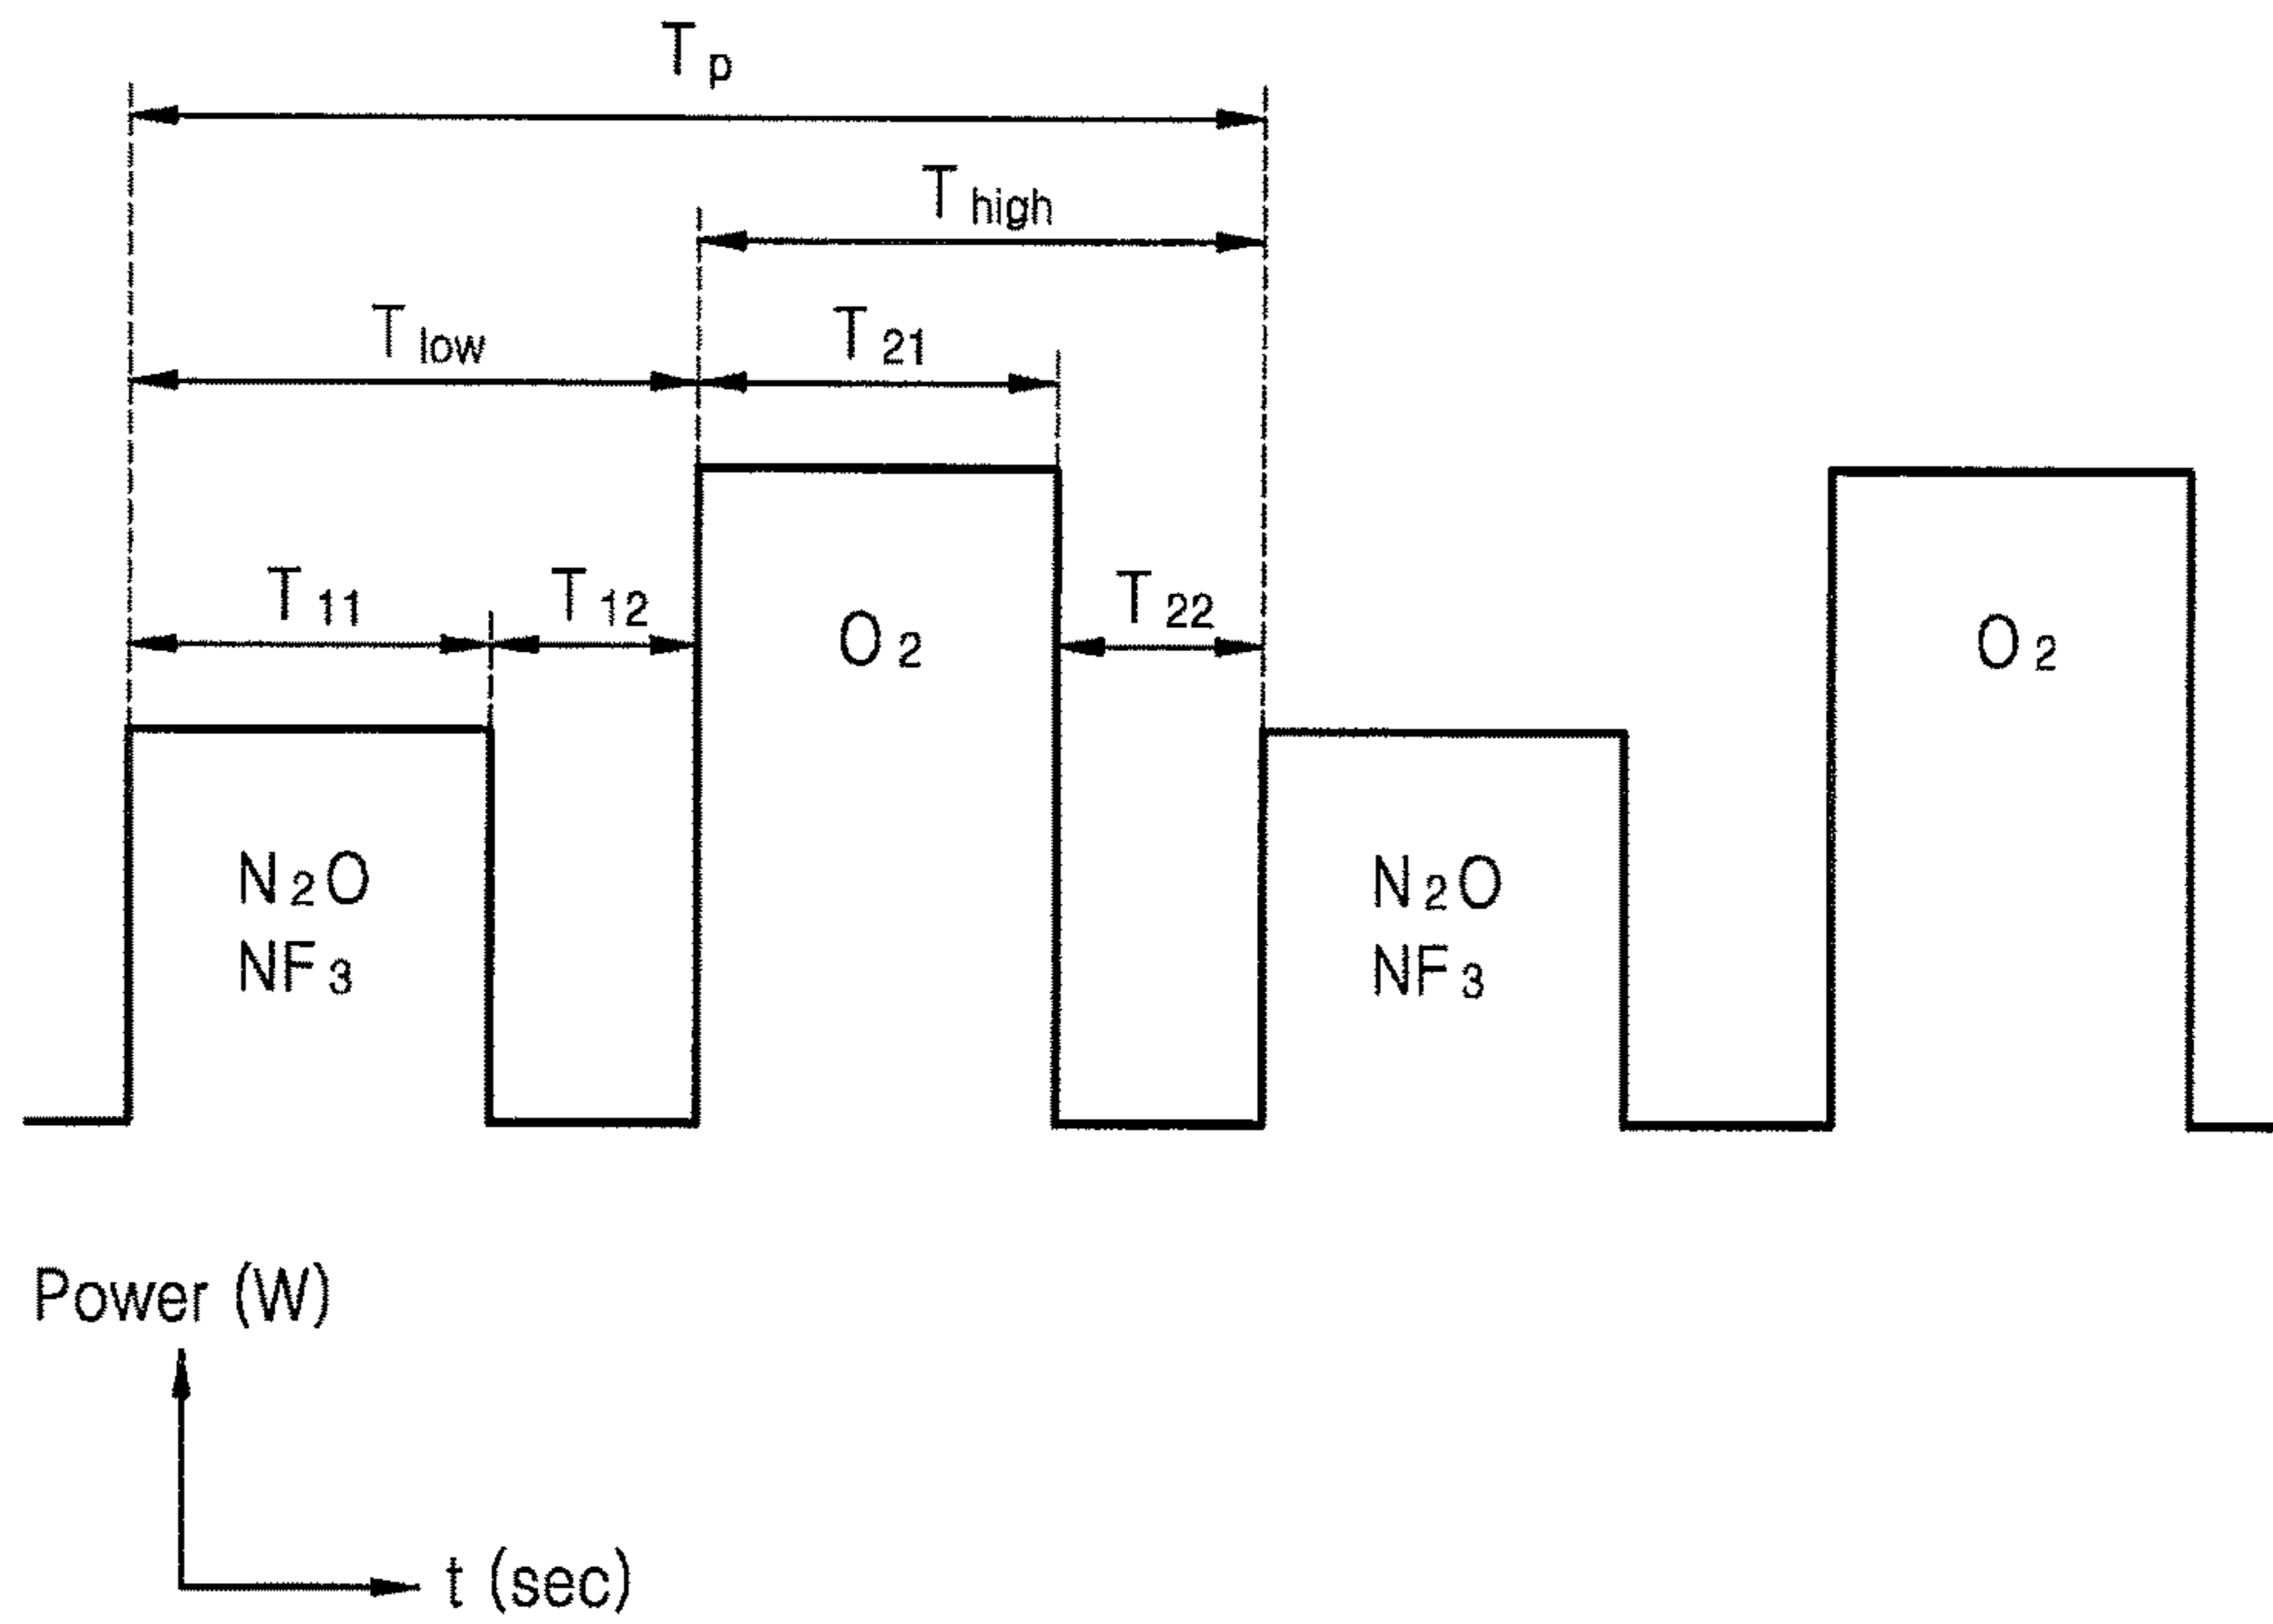 Tp
Thigh
Tlow T21
T11 T12 T22
O2 O2
N2O N2O
NF3 NF3
Power (W)
t (sec)